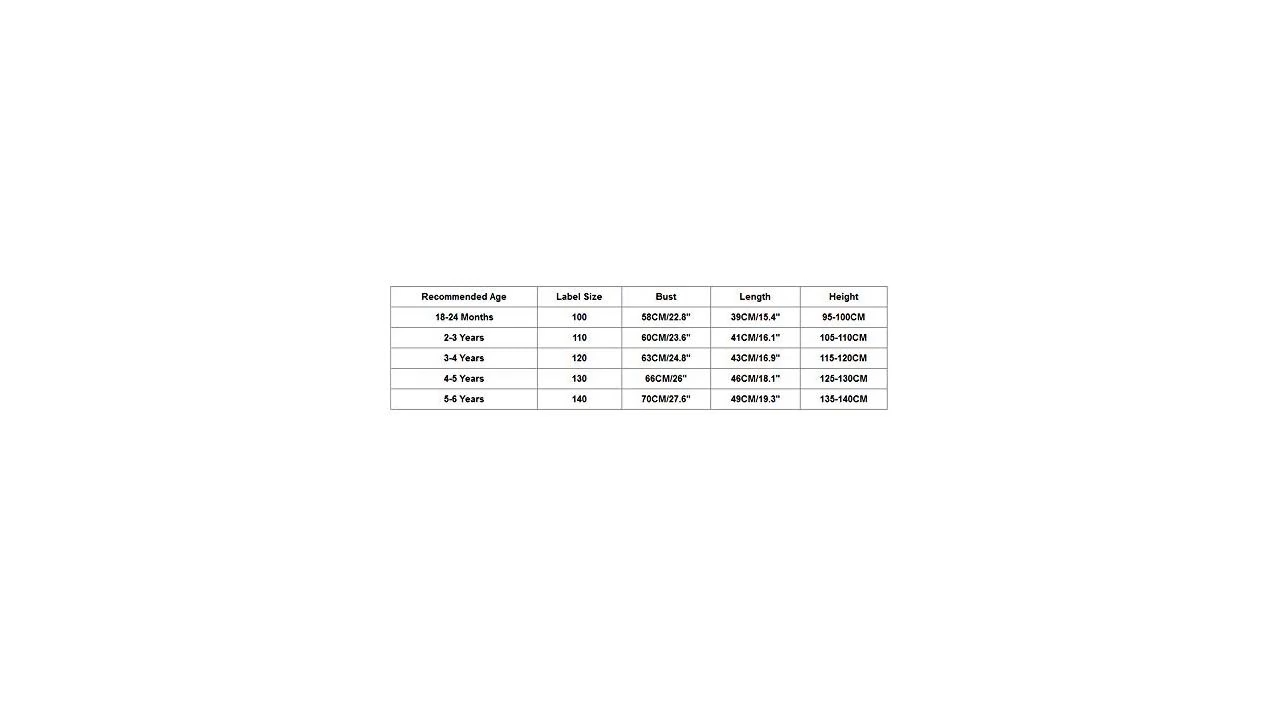 Recommended Age Label Size Bust Length Height
18-24 Months 100 58CM/22.8" 39CM/15.4" 95-100CM
2-3 Years 110 60CM/23.6" 41CM/16.1" 105-110CM
3-4 Years 120 63CM/24.8" 43CM/16.9" 115-120CM
4-5 Years 130 66CM/26" 46CM/18.1" 125-130CM
5-6 Years 140 70CM/27.6" 49CM/19.3" 135-140CM